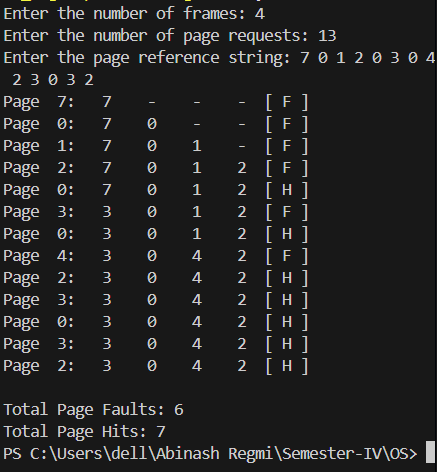 Enter the number of frames: 4
Enter the number of page requests: 13
Enter the page reference string: 7 0 1 2 0 3 0 4
 2 3 0 3 2
Page  7:  7    -    -    -  [ F ]
Page  0:  7    0    -    -  [ F ]
Page  1:  7    0    1    -  [ F ]
Page  2:  7    0    1    2  [ F ]
Page  0:  7    0    1    2  [ H ]
Page  3:  3    0    1    2  [ F ]
Page  0:  3    0    1    2  [ H ]
Page  4:  3    0    4    2  [ F ]
Page  2:  3    0    4    2  [ H ]
Page  3:  3    0    4    2  [ H ]
Page  0:  3    0    4    2  [ H ]
Page  3:  3    0    4    2  [ H ]
Page  2:  3    0    4    2  [ H ]
Total Page Faults: 6
Total Page Hits: 7
PS C:\Users\dell\Abinash Regmi\Semester-IV\OS>